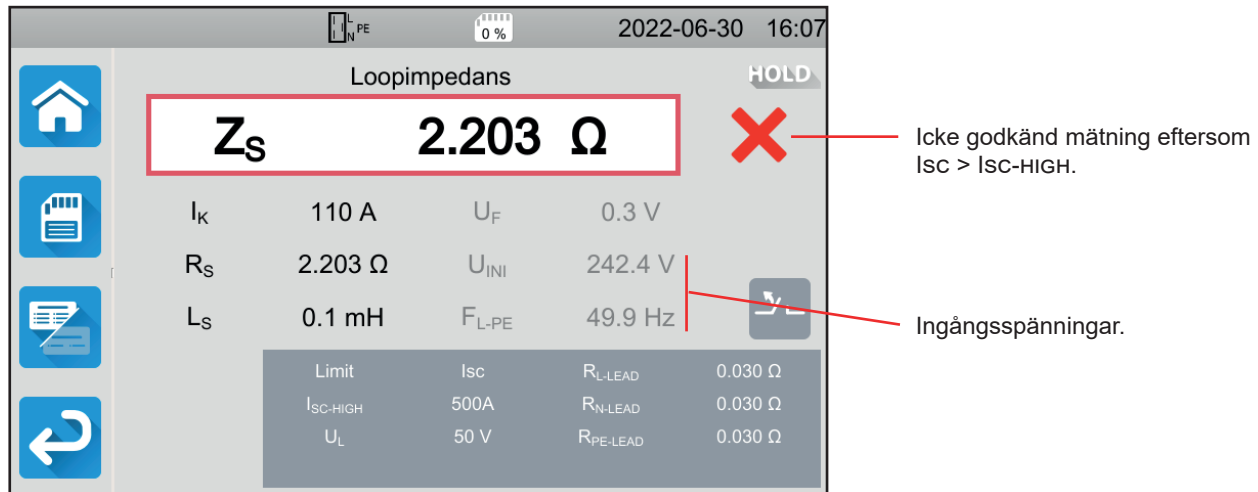 L N PE 0 % 2022-06-30 16:07
Loopimpedans HOLD
ZS 2.203 Ω
Icke godkänd mätning eftersom
ISC > ISC-HIGH.
IK 110 A UF 0.3 V
RS 2.203 Ω UINI 242.4 V
LS 0.1 mH FL-PE 49.9 Hz
Ingångsspänningar.
Limit Isc RL-LEAD 0.030 Ω
ISC-HIGH 500A RN-LEAD 0.030 Ω
UL 50 V RPE-LEAD 0.030 Ω